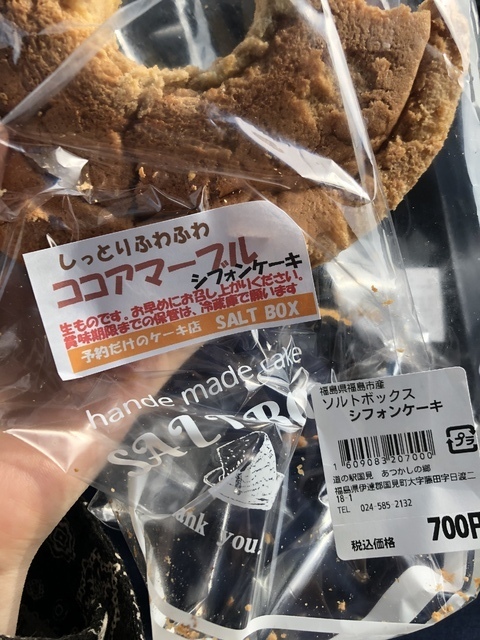 しっとりふわふわ
ココアマーブル
シフォンケーキ
生ものです。お早めにお召し上がりください。
賞味期限までの保管は、冷蔵庫で願います
予約だけのケーキ店 SALT BOX
hande made cake
SALT BO
ank you
福島県福島市産
ソルトボックス
シフォンケーキ
1609083207000
プラ
道の駅国見 あつかしの郷
福島県伊達郡国見町大字藤田字日渡二
18-1
TEL 024-585-2132
税込価格 700円